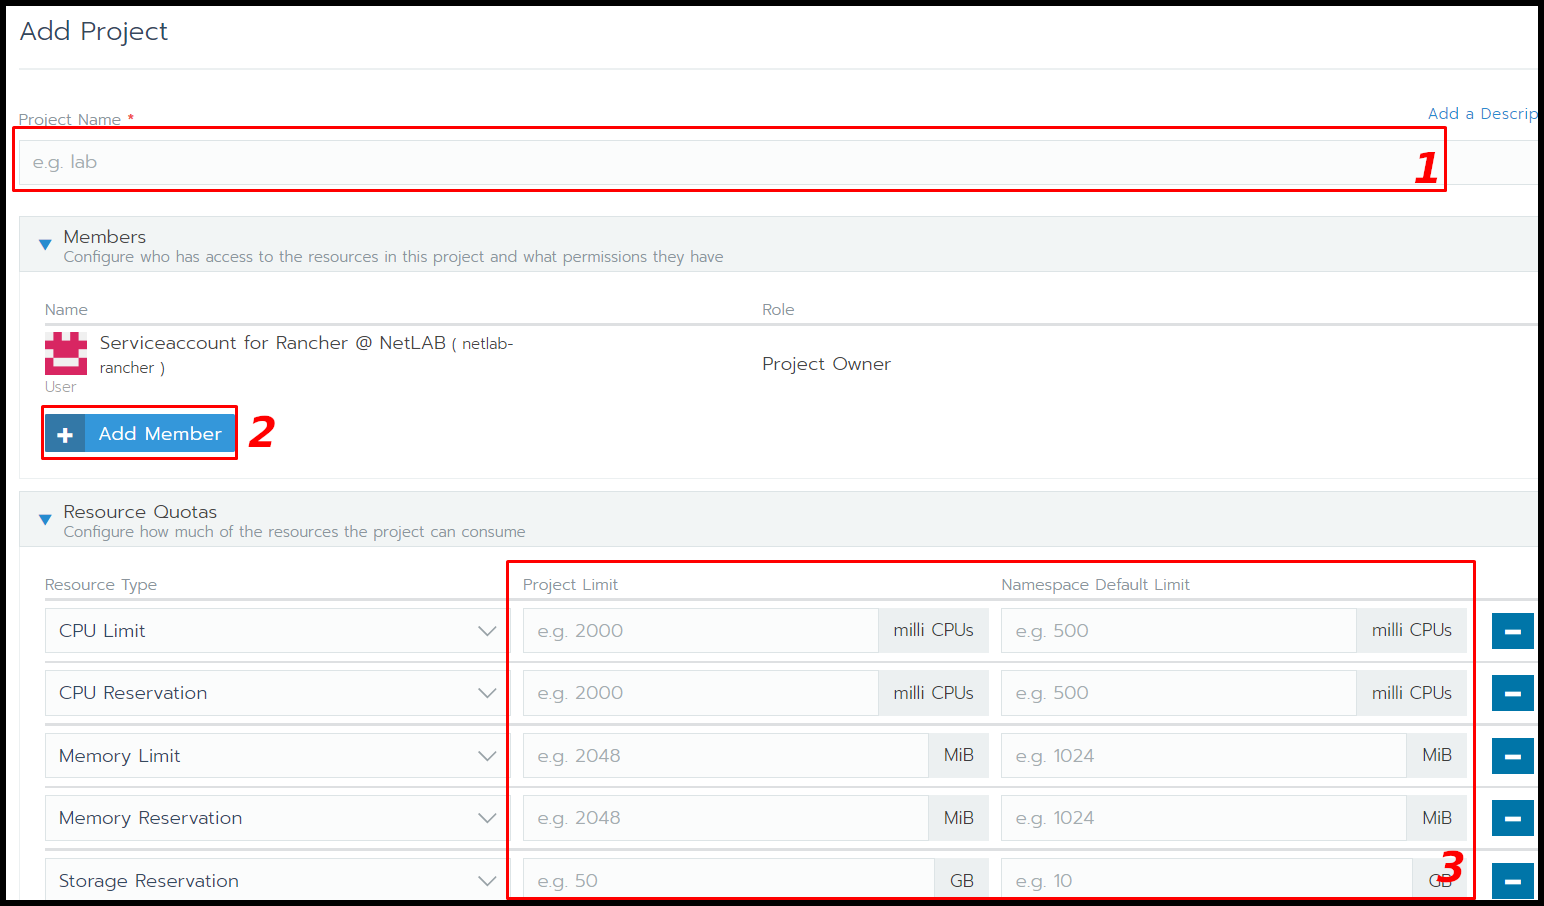 Add Project
Add a Descrip
Project Name *
e.g. lab
1
Members
Configure who has access to the resources in this project and what permissions they have
Name Role
Serviceaccount for Rancher @ NetLAB ( netlab-
rancher )
Project Owner
User
+ Add Member 2
Resource Quotas
Configure how much of the resources the project can consume
Resource Type Project Limit Namespace Default Limit
CPU Limit e.g. 2000 milli CPUs e.g. 500 milli CPUs
CPU Reservation e.g. 2000 milli CPUs e.g. 500 milli CPUs
Memory Limit e.g. 2048 MiB e.g. 1024 MiB
Memory Reservation e.g. 2048 MiB e.g. 1024 MiB
Storage Reservation e.g. 50 GB e.g. 10 GB
3